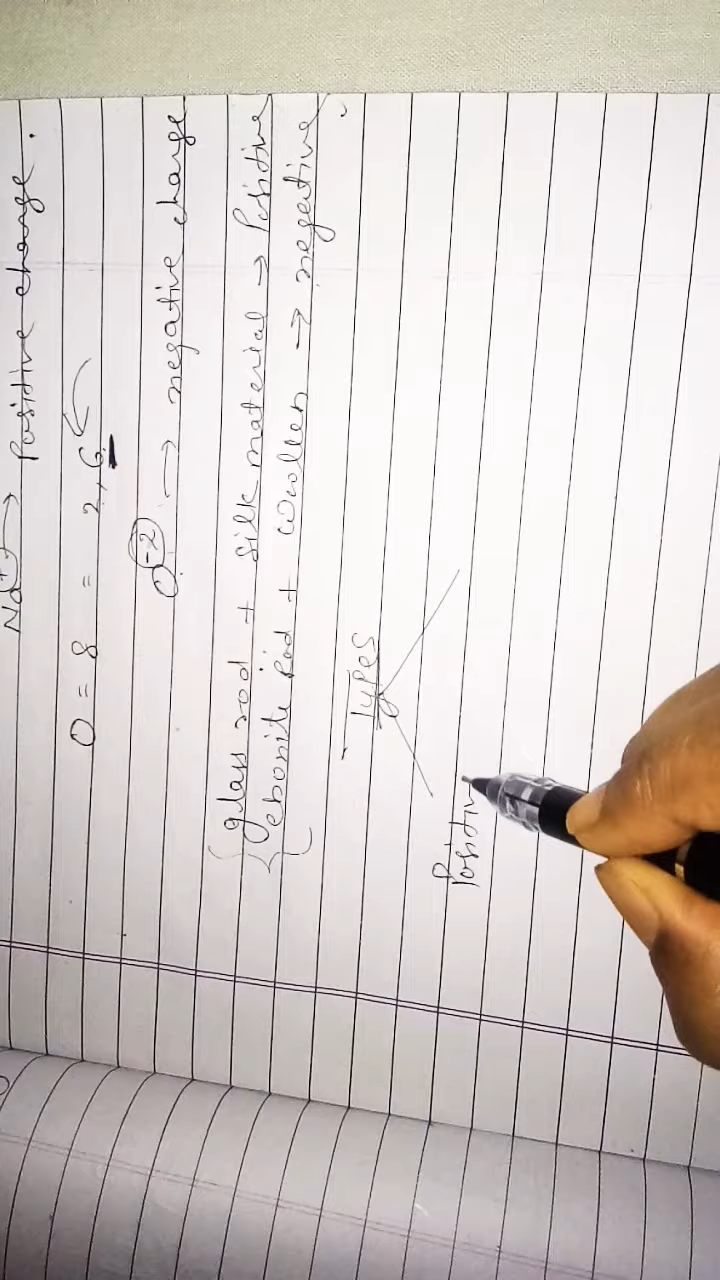 Na⁺ → Positive charge.
O = 8 = 2, 6
O⁻² → negative charge
glass rod + silk material → Positive
ebonite Rod + woollen → negative
Types
Positiv